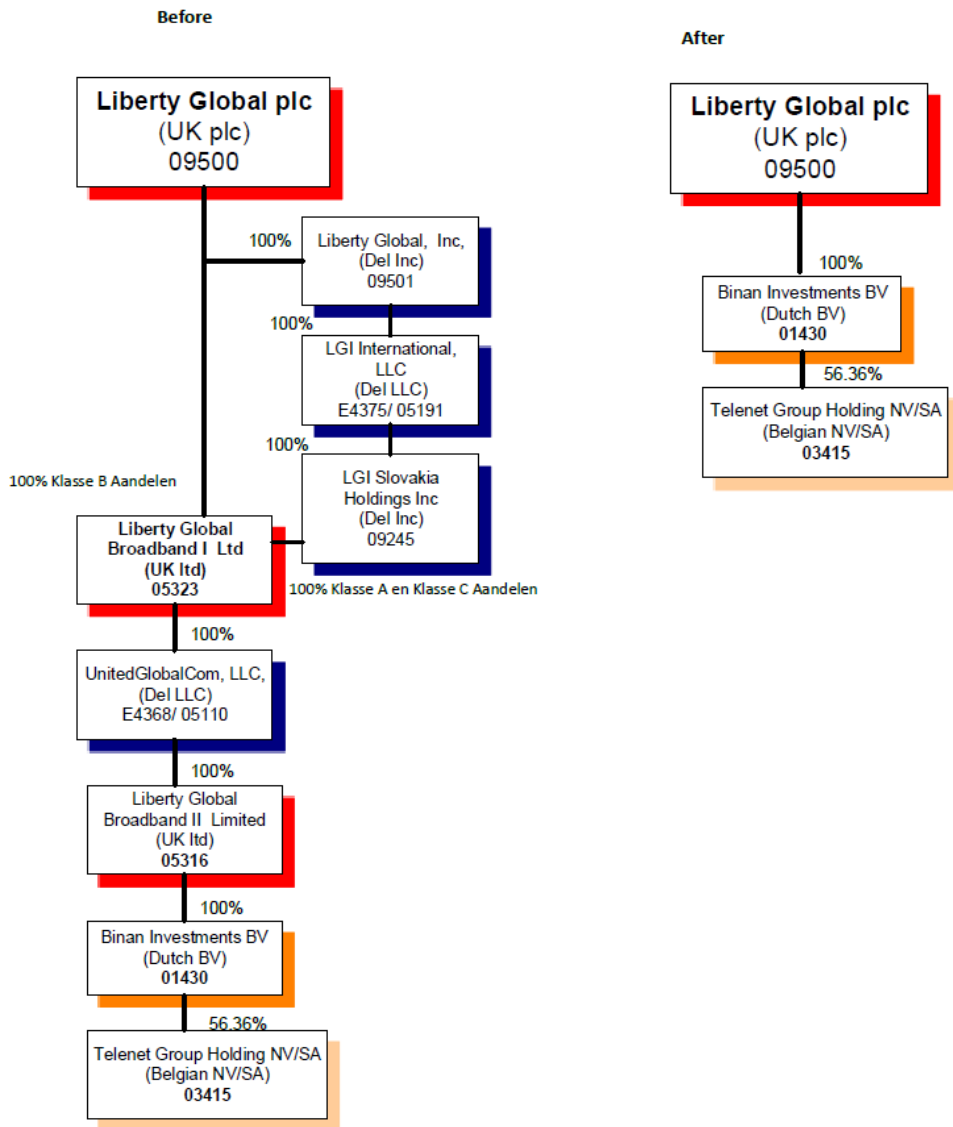 Before
Liberty Global plc
(UK plc)
09500
100%
Liberty Global, Inc,
(Del Inc)
09501
100%
LGI International,
LLC
(Del LLC)
E4375/ 05191
100%
LGI Slovakia
Holdings Inc
(Del Inc)
09245
100% Klasse B Aandelen
Liberty Global
Broadband I Ltd
(UK ltd)
05323
100% Klasse A en Klasse C Aandelen
100%
UnitedGlobalCom, LLC,
(Del LLC)
E4368/ 05110
100%
Liberty Global
Broadband II Limited
(UK ltd)
05316
100%
Binan Investments BV
(Dutch BV)
01430
56.36%
Telenet Group Holding NV/SA
(Belgian NV/SA)
03415
After
Liberty Global plc
(UK plc)
09500
100%
Binan Investments BV
(Dutch BV)
01430
56.36%
Telenet Group Holding NV/SA
(Belgian NV/SA)
03415